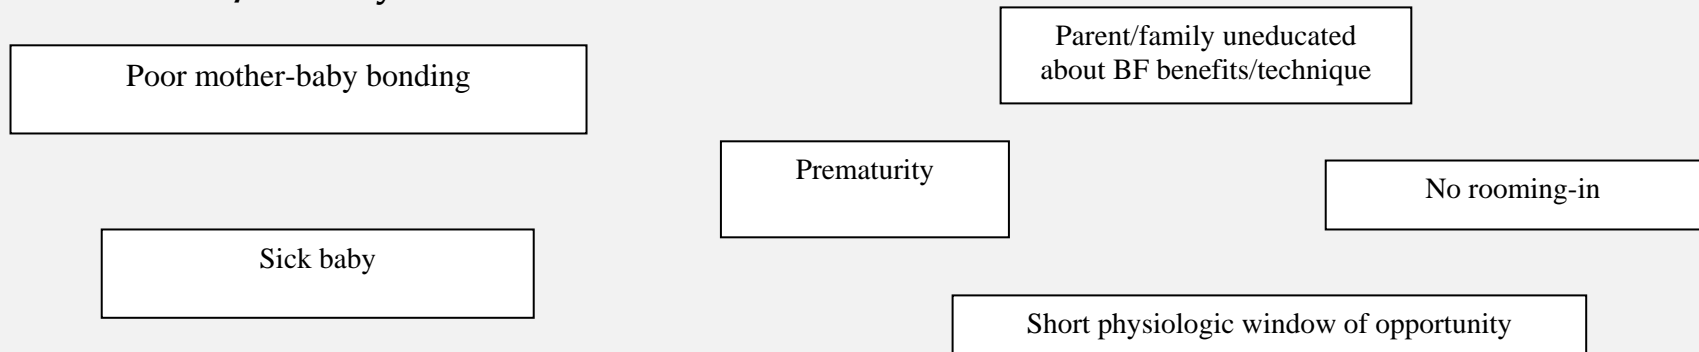 Parent/family uneducated
about BF benefits/technique
Poor mother-baby bonding
Prematurity
No rooming-in
Sick baby
Short physiologic window of opportunity